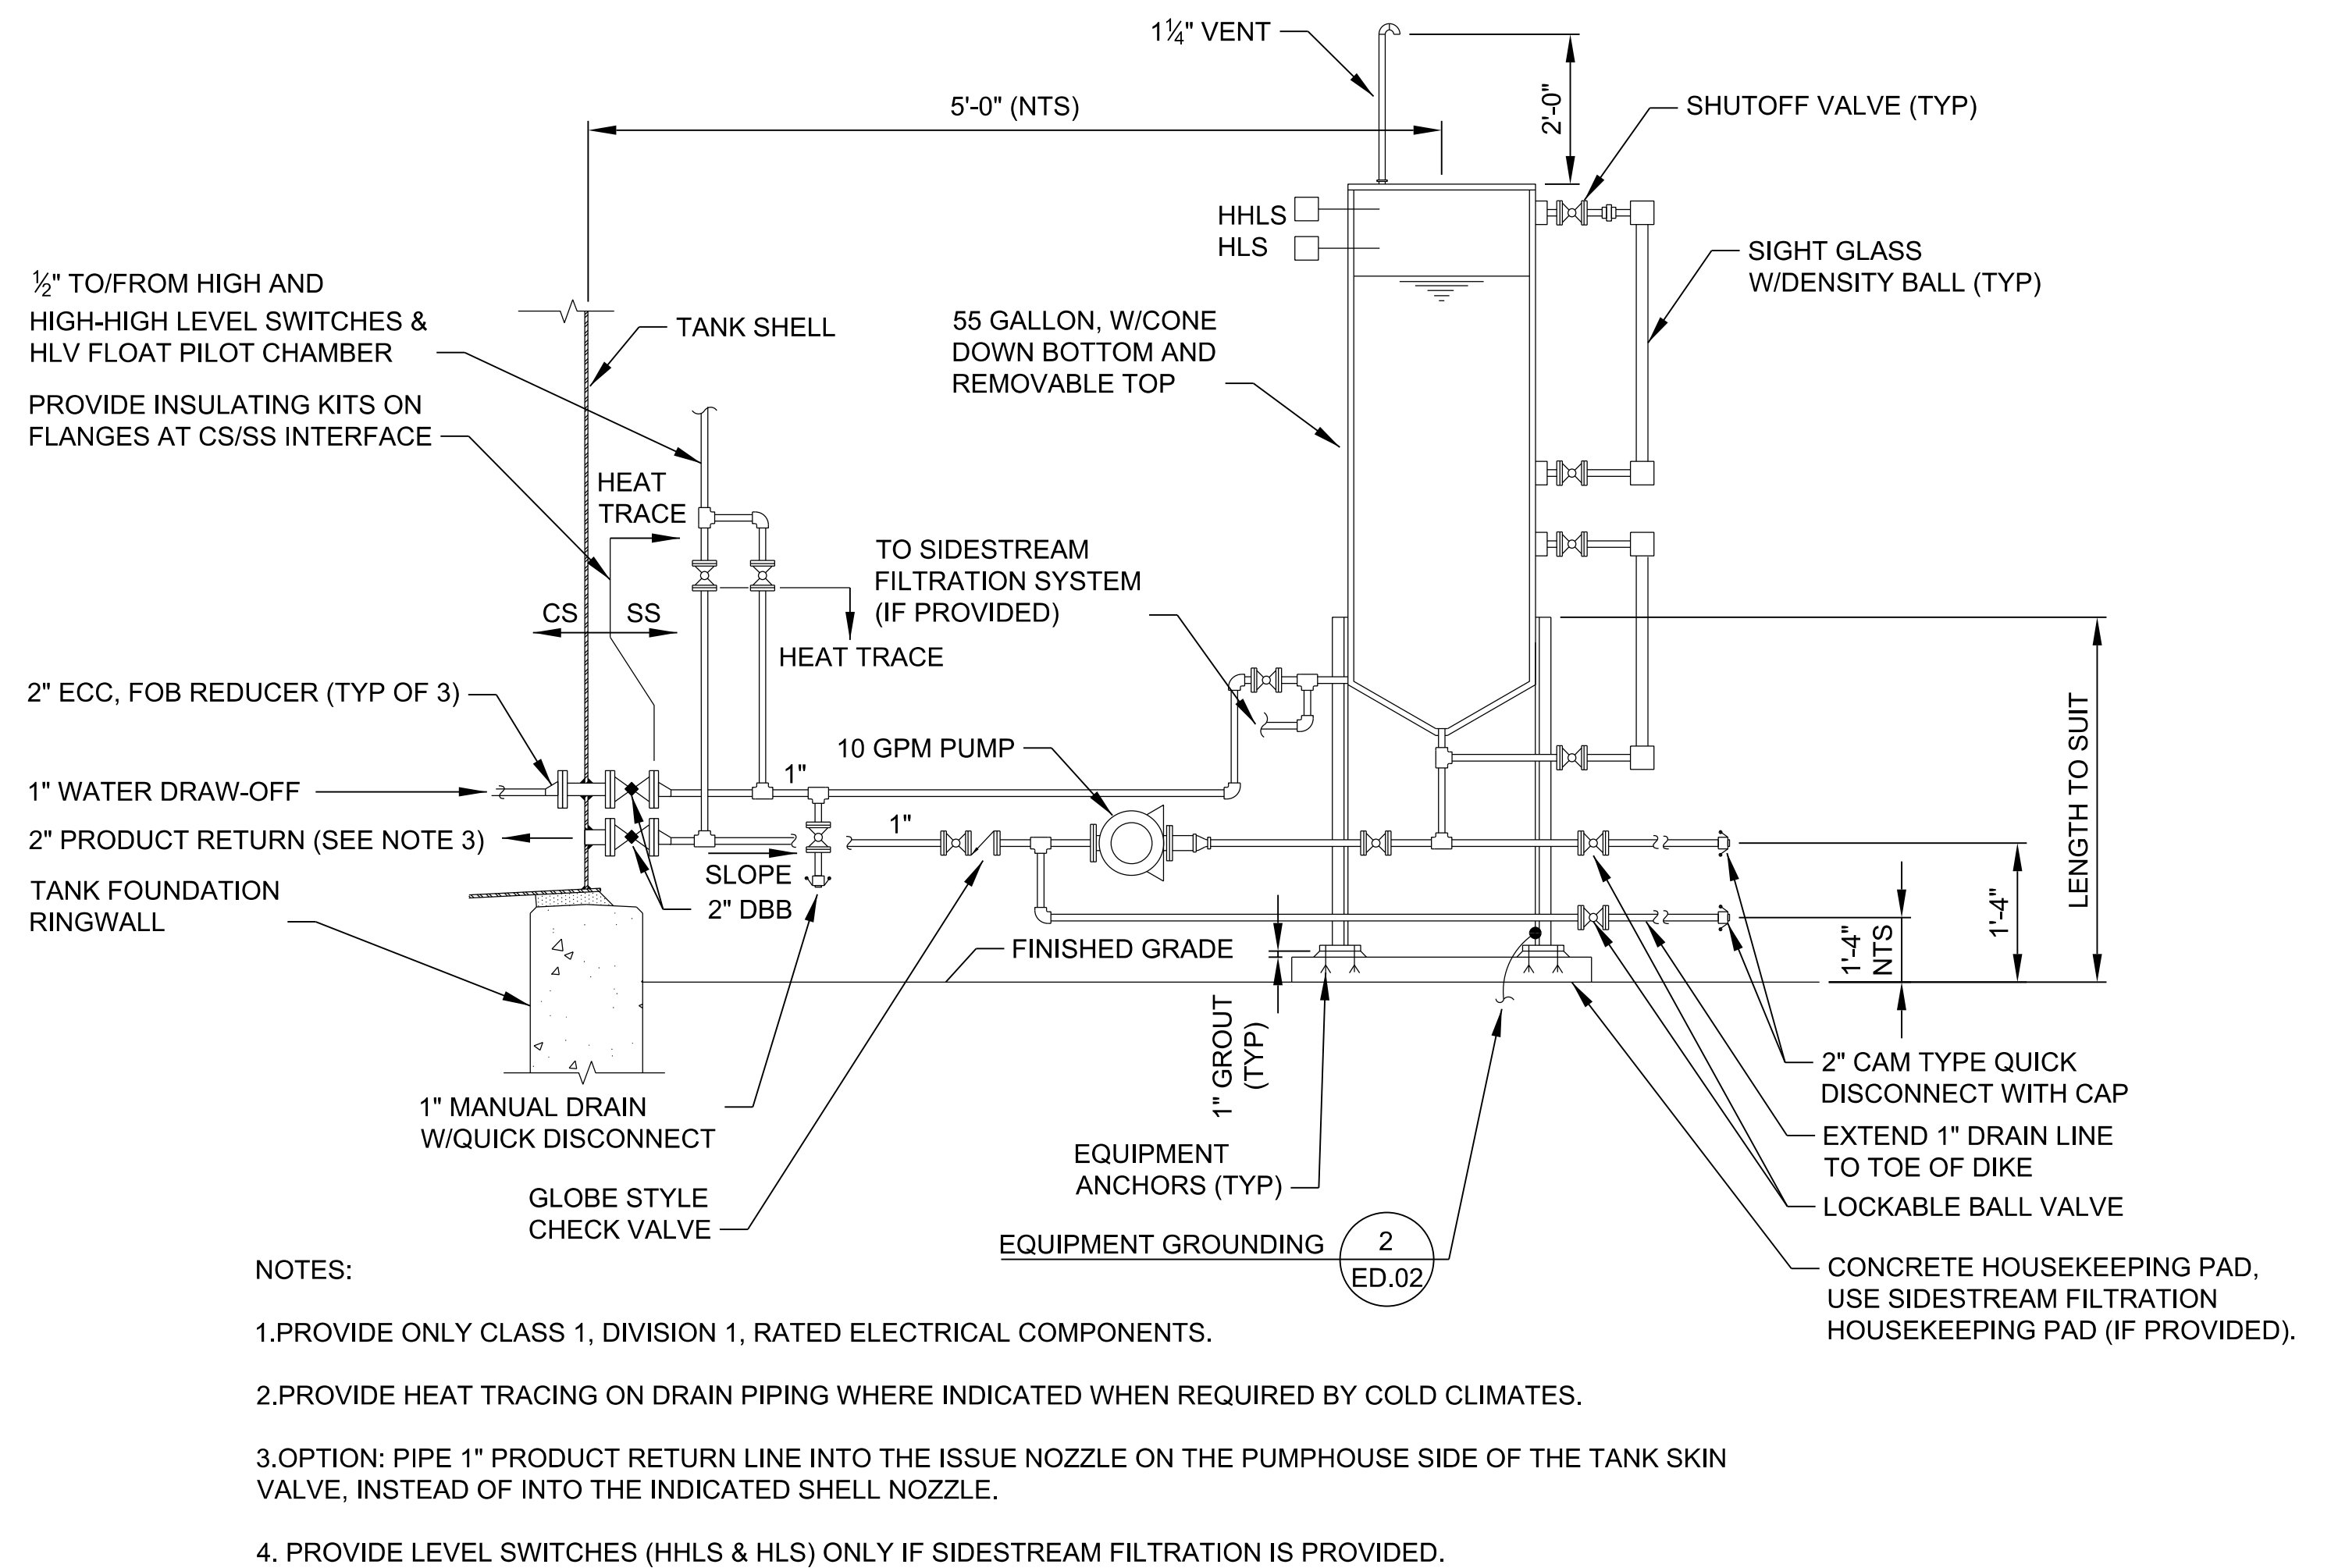 1¼" VENT
5'-0" (NTS)
2'-0"
SHUTOFF VALVE (TYP)
HHLS
HLS
SIGHT GLASS
W/DENSITY BALL (TYP)
½" TO/FROM HIGH AND
HIGH-HIGH LEVEL SWITCHES &
HLV FLOAT PILOT CHAMBER
TANK SHELL
55 GALLON, W/CONE
DOWN BOTTOM AND
REMOVABLE TOP
PROVIDE INSULATING KITS ON
FLANGES AT CS/SS INTERFACE
HEAT
TRACE
TO SIDESTREAM
FILTRATION SYSTEM
(IF PROVIDED)
CS
SS
HEAT TRACE
2" ECC, FOB REDUCER (TYP OF 3)
10 GPM PUMP
LENGTH TO SUIT
1" WATER DRAW-OFF
1"
2" PRODUCT RETURN (SEE NOTE 3)
1"
SLOPE
2" DBB
TANK FOUNDATION
RINGWALL
FINISHED GRADE
1'-4"
1'-4"
NTS
1" GROUT
(TYP)
2" CAM TYPE QUICK
DISCONNECT WITH CAP
1" MANUAL DRAIN
W/QUICK DISCONNECT
EXTEND 1" DRAIN LINE
TO TOE OF DIKE
EQUIPMENT
ANCHORS (TYP)
LOCKABLE BALL VALVE
GLOBE STYLE
CHECK VALVE
EQUIPMENT GROUNDING
2
ED.02
CONCRETE HOUSEKEEPING PAD,
USE SIDESTREAM FILTRATION
HOUSEKEEPING PAD (IF PROVIDED).
NOTES:
1.PROVIDE ONLY CLASS 1, DIVISION 1, RATED ELECTRICAL COMPONENTS.
2.PROVIDE HEAT TRACING ON DRAIN PIPING WHERE INDICATED WHEN REQUIRED BY COLD CLIMATES.
3.OPTION: PIPE 1" PRODUCT RETURN LINE INTO THE ISSUE NOZZLE ON THE PUMPHOUSE SIDE OF THE TANK SKIN
VALVE, INSTEAD OF INTO THE INDICATED SHELL NOZZLE.
4. PROVIDE LEVEL SWITCHES (HHLS & HLS) ONLY IF SIDESTREAM FILTRATION IS PROVIDED.